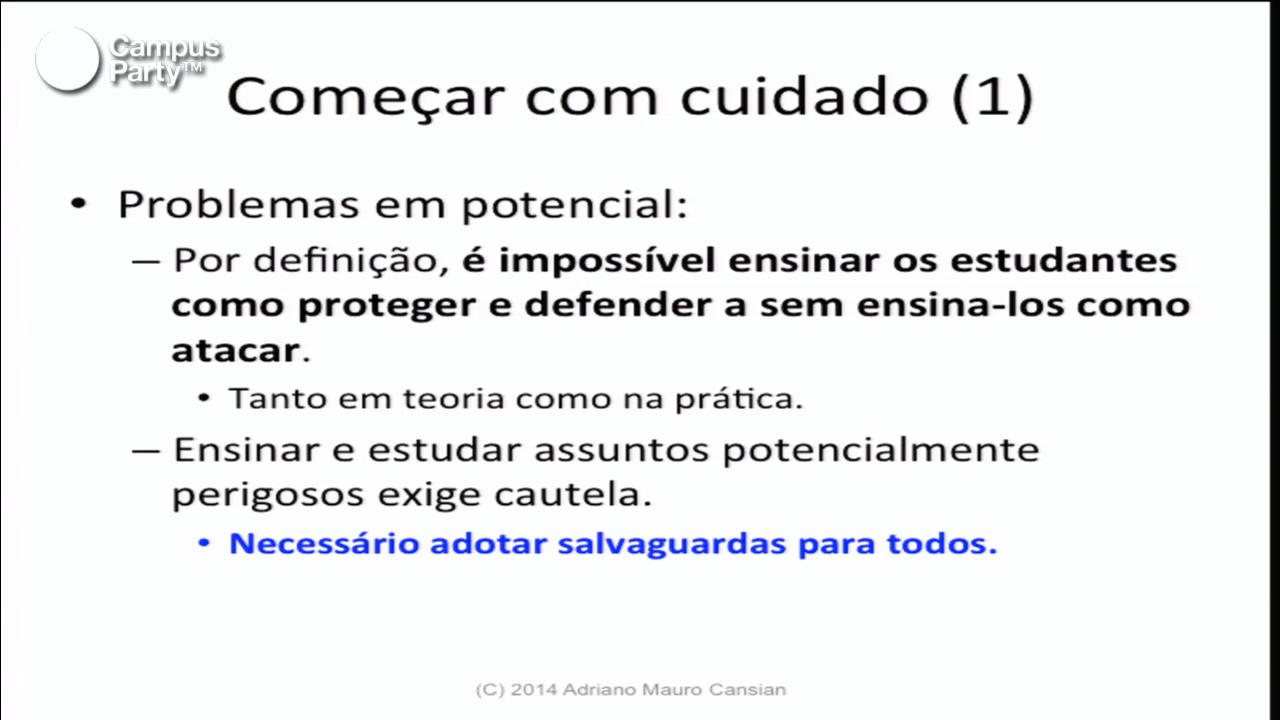 Campus
Party™
Começar com cuidado (1)
• Problemas em potencial:
– Por definição, é impossível ensinar os estudantes
como proteger e defender a sem ensina-los como
atacar.
• Tanto em teoria como na prática.
– Ensinar e estudar assuntos potencialmente
perigosos exige cautela.
• Necessário adotar salvaguardas para todos.
(C) 2014 Adriano Mauro Cansian